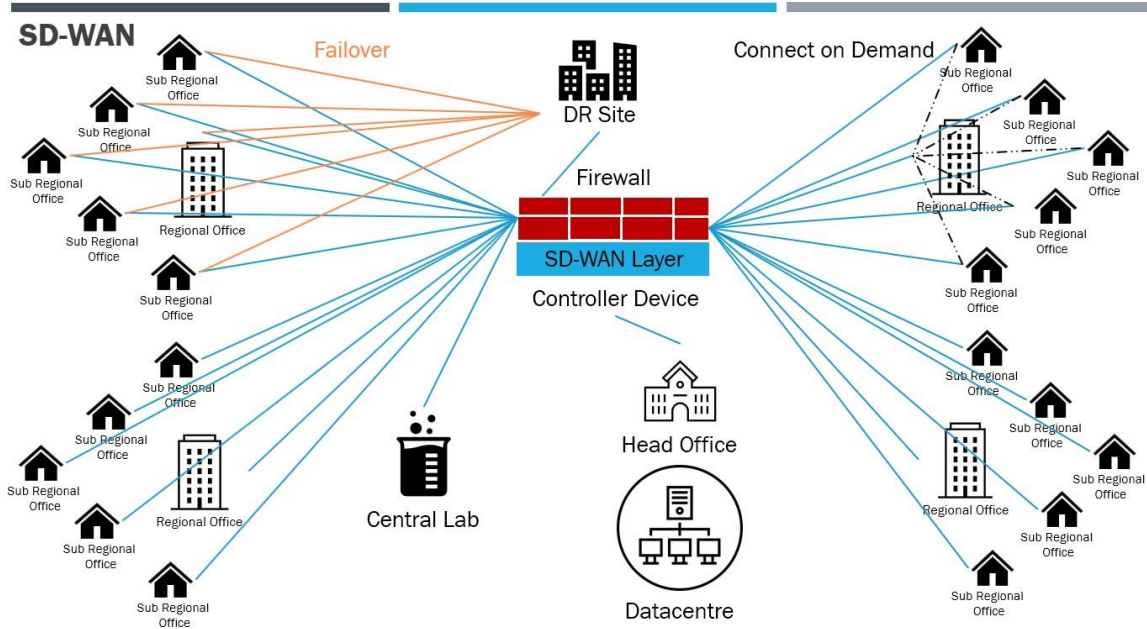 SD-WAN
Failover
Connect on Demand
Sub Regional
Office
Sub Regional
Office
Sub Regional
Office
Sub Regional
Office
Sub Regional
Office
Regional Office
DR Site
Firewall
SD-WAN Layer
Controller Device
Sub Regional
Office
Sub Regional
Office
Sub Regional
Office
Sub Regional
Office
Sub Regional
Office
Regional Office
Sub Regional
Office
Sub Regional
Office
Sub Regional
Office
Sub Regional
Office
Sub Regional
Office
Regional Office
Central Lab
Head Office
Datacentre
Sub Regional
Office
Sub Regional
Office
Sub Regional
Office
Sub Regional
Office
Sub Regional
Office
Regional Office